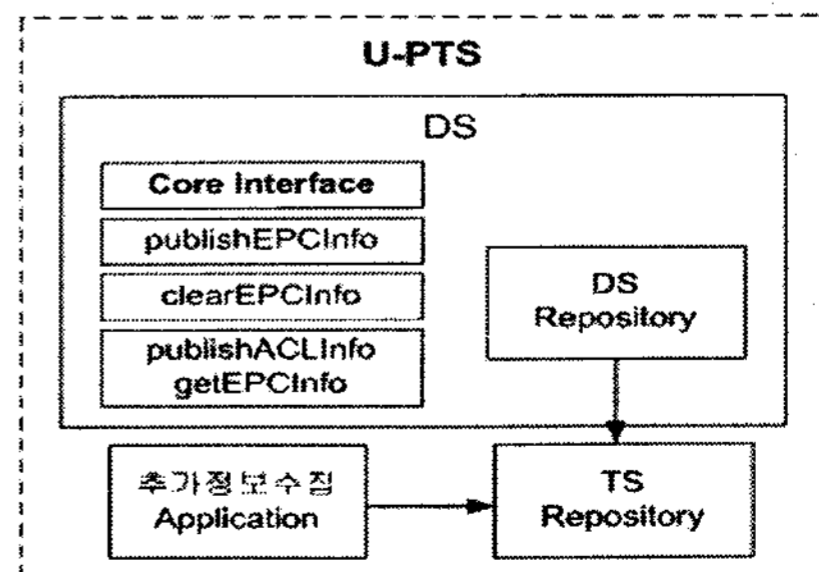 U-PTS
DS
Core Interface
publishEPCInfo
clearEPCInfo
publishACLInfo
getEPCInfo
DS
Repository
추가정보수집
Application
TS
Repository